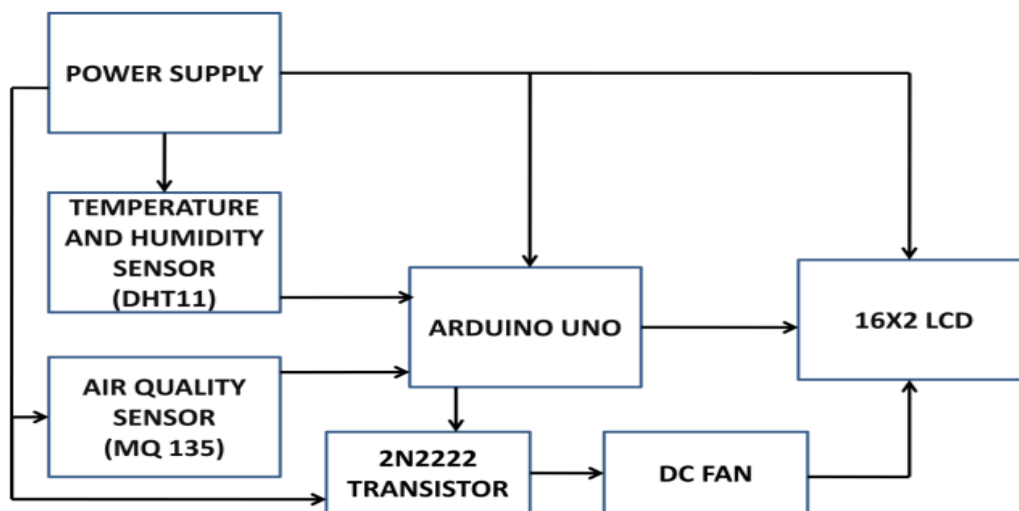 POWER SUPPLY
TEMPERATURE
AND HUMIDITY
SENSOR
(DHT11)
ARDUINO UNO
16X2 LCD
AIR QUALITY
SENSOR
(MQ 135)
2N2222
TRANSISTOR
DC FAN